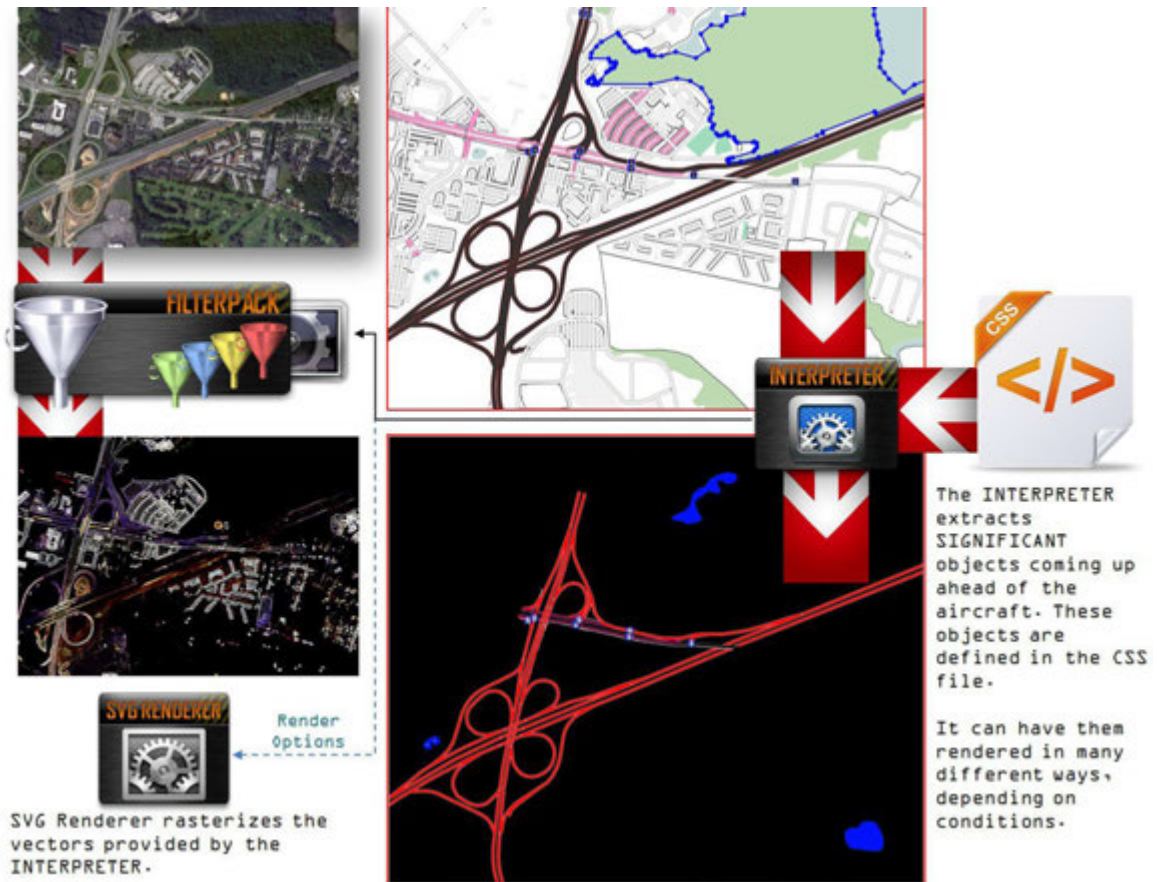 FILTERPACK
INTERPRETER
CSS
</>
The INTERPRETER
extracts
SIGNIFICANT
objects coming up
ahead of the
aircraft. These
objects are
defined in the CSS
file.
It can have them
rendered in many
different ways,
depending on
conditions.
SVG RENDERER
Render
Options
SVG Renderer rasterizes the
vectors provided by the
INTERPRETER.